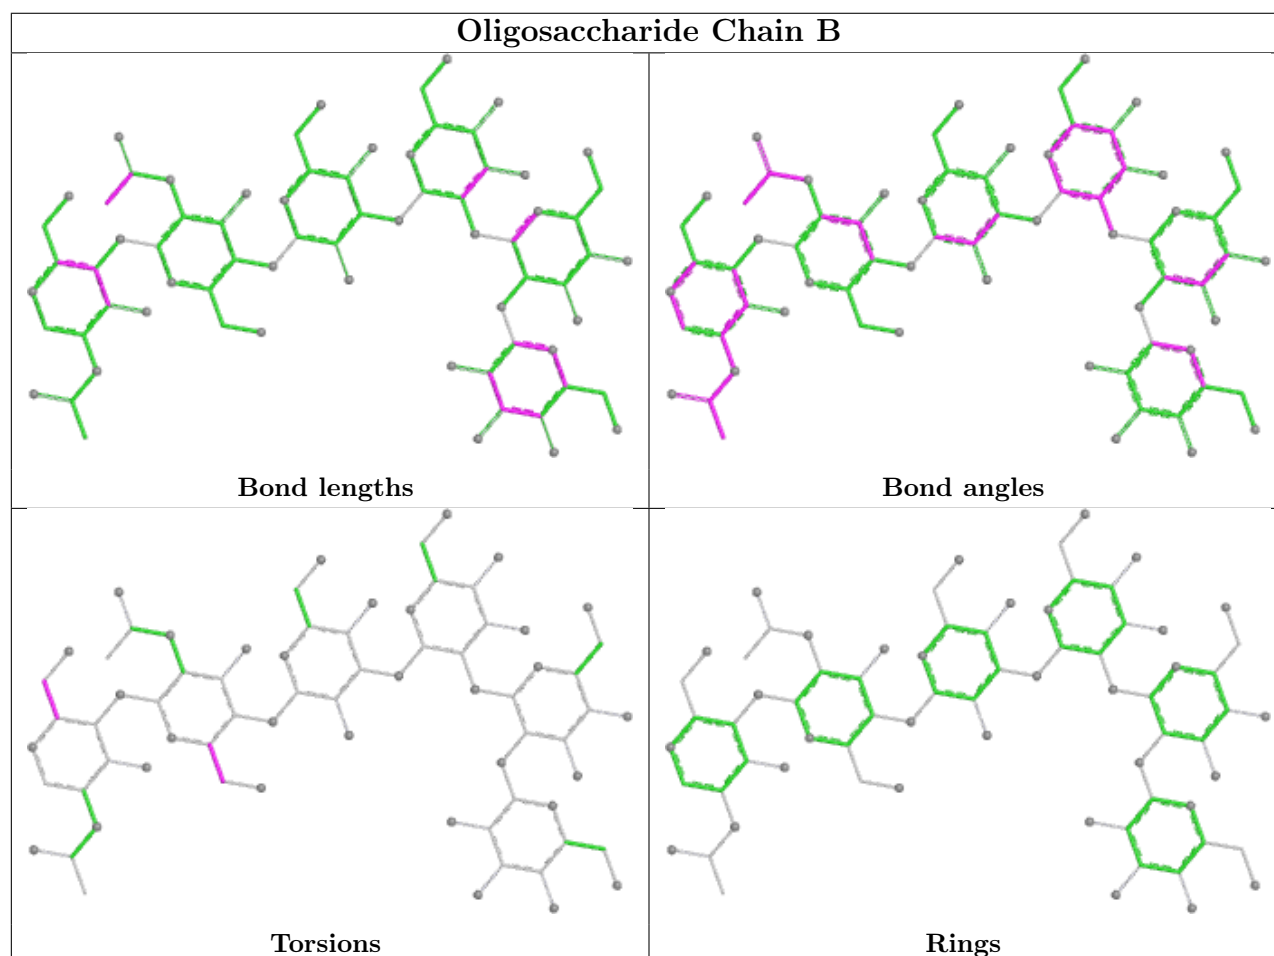 Oligosaccharide Chain B
Bond lengths
Bond angles
Torsions
Rings